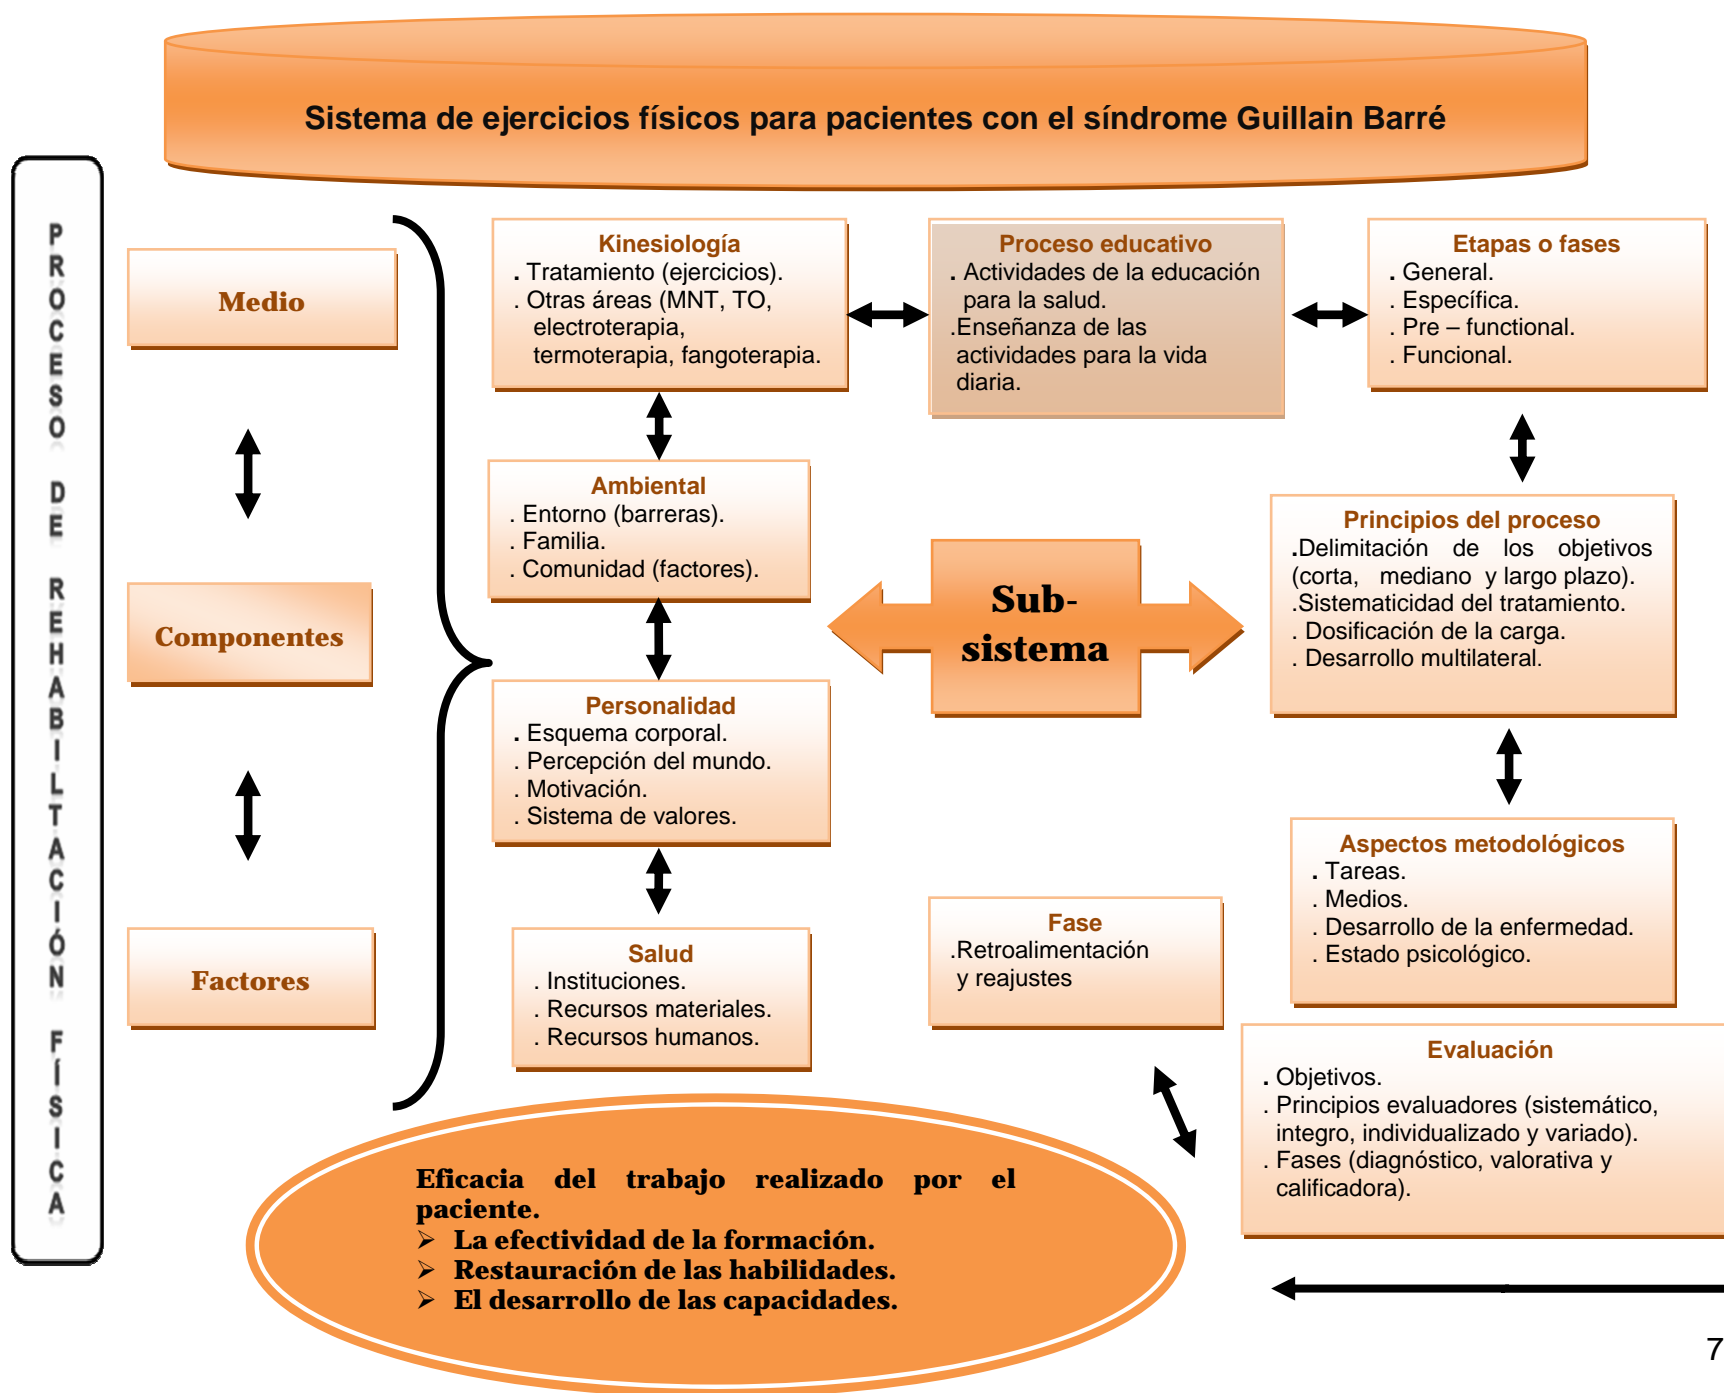 Sistema de ejercicios físicos para pacientes con el síndrome Guillain Barré
PROCESO DE REHABILTACIÓN FÍSICA
Medio
Componentes
Factores
Kinesiología
. Tratamiento (ejercicios).
. Otras áreas (MNT, TO,
electroterapia,
termoterapia, fangoterapia.
Proceso educativo
. Actividades de la educación
para la salud.
.Enseñanza de las
actividades para la vida
diaria.
Etapas o fases
. General.
. Específica.
. Pre – functional.
. Funcional.
Ambiental
. Entorno (barreras).
. Familia.
. Comunidad (factores).
Sub-
sistema
Principios del proceso
.Delimitación de los objetivos
(corta, mediano y largo plazo).
.Sistematicidad del tratamiento.
. Dosificación de la carga.
. Desarrollo multilateral.
Personalidad
. Esquema corporal.
. Percepción del mundo.
. Motivación.
. Sistema de valores.
Aspectos metodológicos
. Tareas.
. Medios.
. Desarrollo de la enfermedad.
. Estado psicológico.
Salud
. Instituciones.
. Recursos materiales.
. Recursos humanos.
Fase
.Retroalimentación
y reajustes
Evaluación
. Objetivos.
. Principios evaluadores (sistemático,
integro, individualizado y variado).
. Fases (diagnóstico, valorativa y
calificadora).
Eficacia del trabajo realizado por el
paciente.
➢ La efectividad de la formación.
➢ Restauración de las habilidades.
➢ El desarrollo de las capacidades.
7